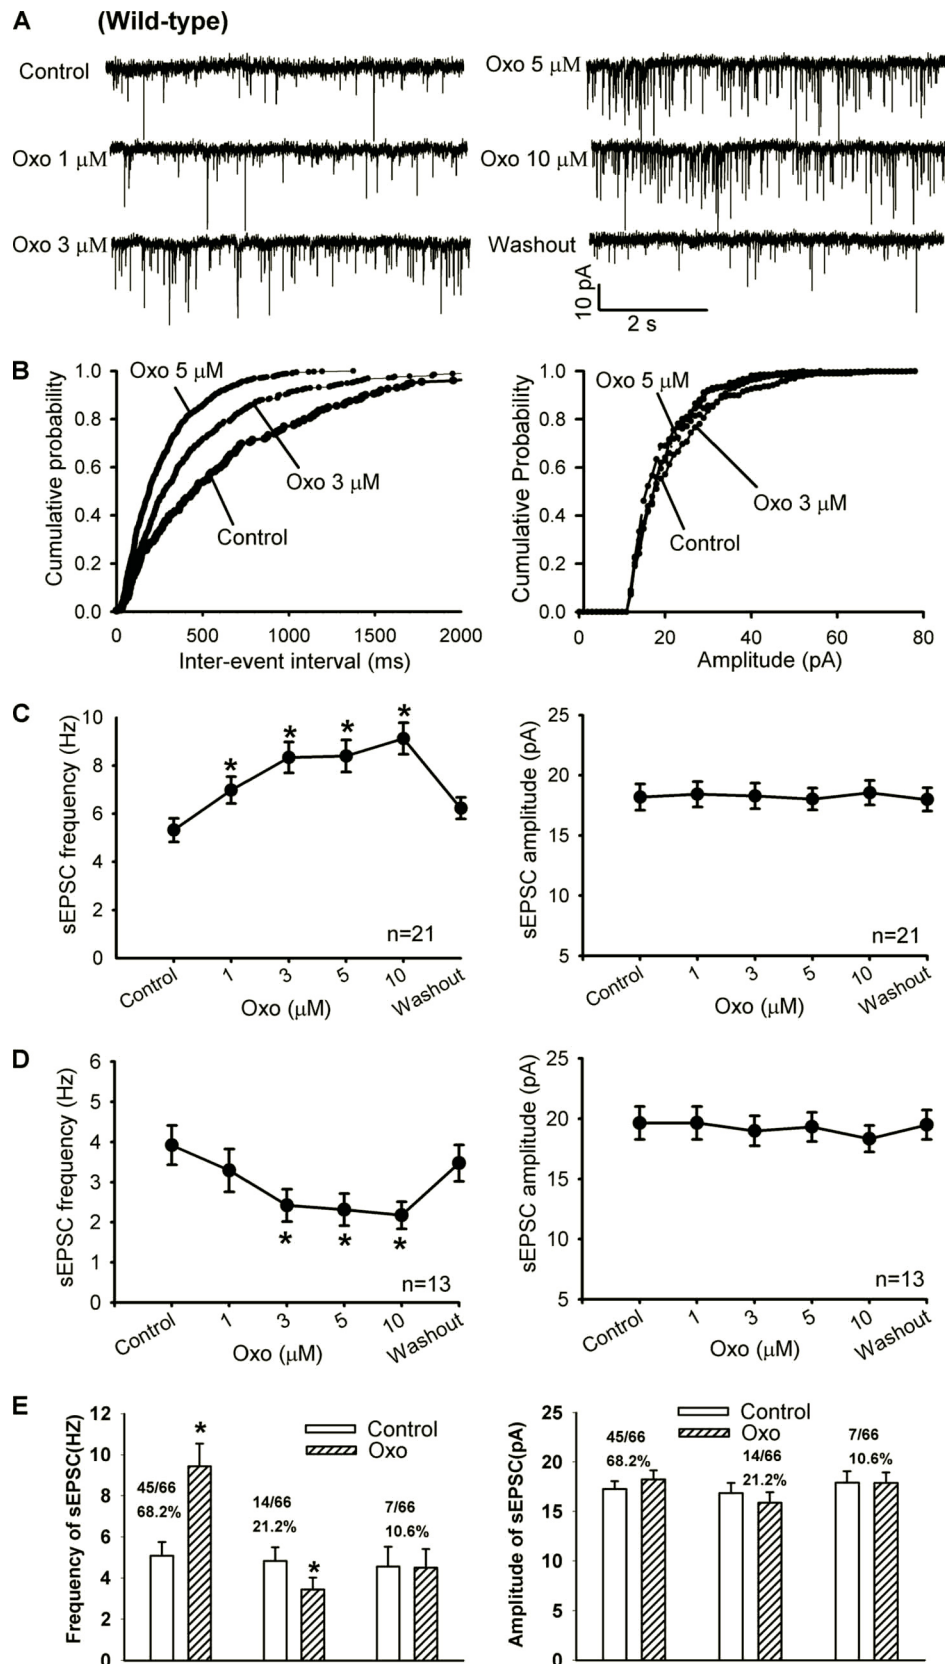 A (Wild-type)
Control
Oxo 1 μM
Oxo 3 μM
Oxo 5 μM
Oxo 10 μM
Washout
10 pA
2 s
B
Cumulative probability
1.0
0.8
0.6
0.4
0.2
0.0
Oxo 5 μM
Oxo 3 μM
Control
0 500 1000 1500 2000
Inter-event interval (ms)
Cumulative Probability
1.0
0.8
0.6
0.4
0.2
0.0
Oxo 5 μM
Oxo 3 μM
Control
0 20 40 60 80
Amplitude (pA)
C
sEPSC frequency (Hz)
10
8
6
4
2
0
* * * *
n=21
Control 1 3 5 10 Washout
Oxo (μM)
sEPSC amplitude (pA)
25
20
15
10
5
n=21
Control 1 3 5 10 Washout
Oxo (μM)
D
sEPSC frequency (Hz)
6
5
4
3
2
1
0
* * *
n=13
Control 1 3 5 10 Washout
Oxo (μM)
sEPSC amplitude (pA)
25
20
15
10
5
n=13
Control 1 3 5 10 Washout
Oxo (μM)
E
Frequency of sEPSC(HZ)
12
10
8
6
4
2
0
Control
Oxo
45/66
68.2%
*
14/66
21.2%
*
7/66
10.6%
Amplitude of sEPSC(pA)
25
20
15
10
5
0
Control
Oxo
45/66
68.2%
14/66
21.2%
7/66
10.6%